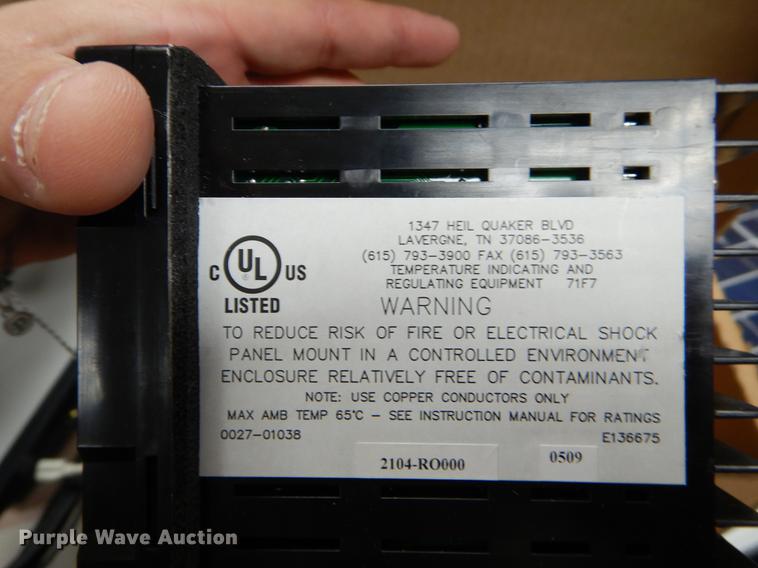 1347 HEIL QUAKER BLVD
LAVERGNE, TN 37086-3536
(615) 793-3900 FAX (615) 793-3563
TEMPERATURE INDICATING AND
REGULATING EQUIPMENT 71F7
C UL ® US
LISTED
WARNING
TO REDUCE RISK OF FIRE OR ELECTRICAL SHOCK
PANEL MOUNT IN A CONTROLLED ENVIRONMENT
ENCLOSURE RELATIVELY FREE OF CONTAMINANTS.
NOTE: USE COPPER CONDUCTORS ONLY
MAX AMB TEMP 65°C - SEE INSTRUCTION MANUAL FOR RATINGS
0027-01038 E136675
2104-RO000 0509
Purple Wave Auction